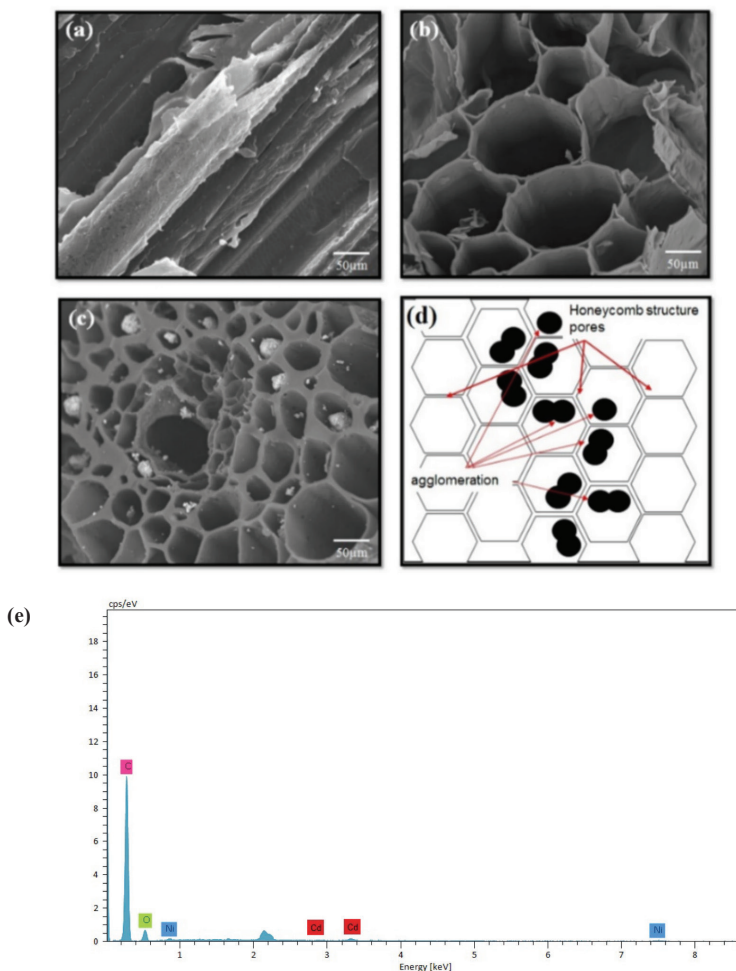 (a)
50µm
(b)
50µm
(c)
50µm
(d)
Honeycomb structure
pores
agglomeration
(e)
cps/eV
18
16
14
12
10
8
6
4
2
0
C
O
Ni
Cd
Cd
Ni
1
2
3
4
5
6
7
8
Energy [keV]